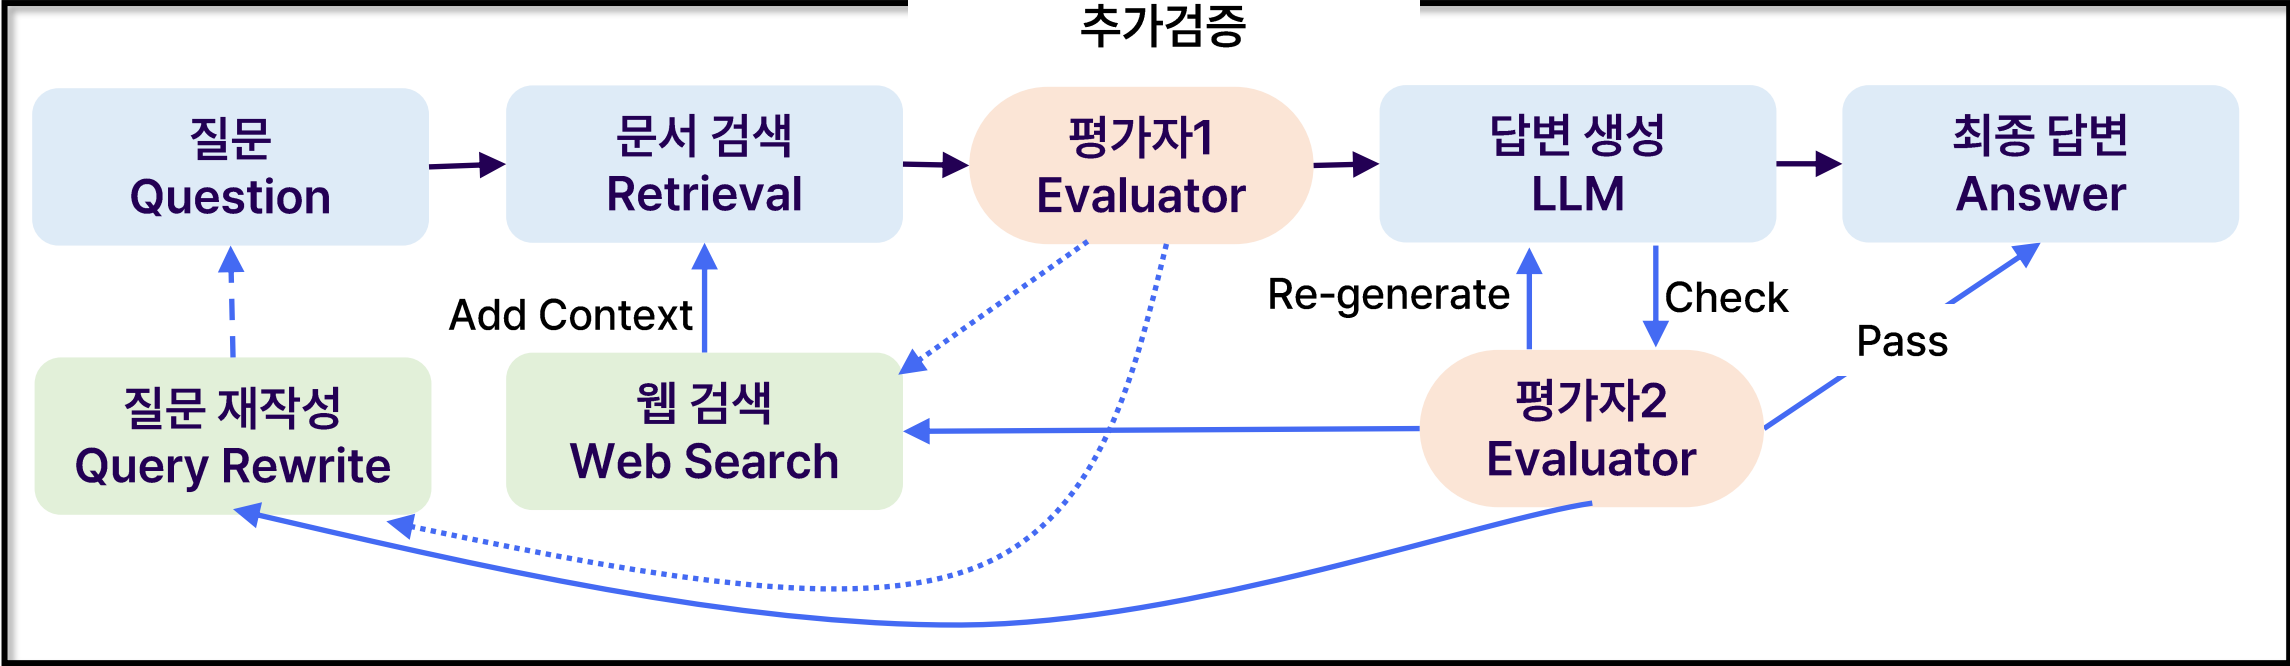 추가검증
질문
Question
문서 검색
Retrieval
평가자1
Evaluator
답변 생성
LLM
최종 답변
Answer
Add Context
Re-generate
Check
Pass
질문 재작성
Query Rewrite
웹 검색
Web Search
평가자2
Evaluator